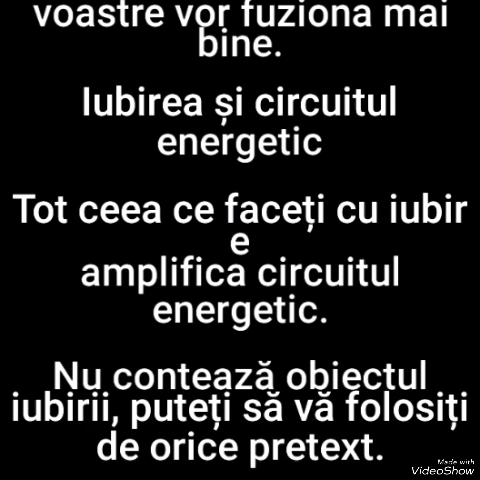 voastre vor fuziona mai
bine.
Iubirea și circuitul
energetic
Tot ceea ce faceți cu iubir
e
amplifica circuitul
energetic.
Nu contează obiectul
iubirii, puteți să vă folosiți
de orice pretext.
Made with
VideoShow